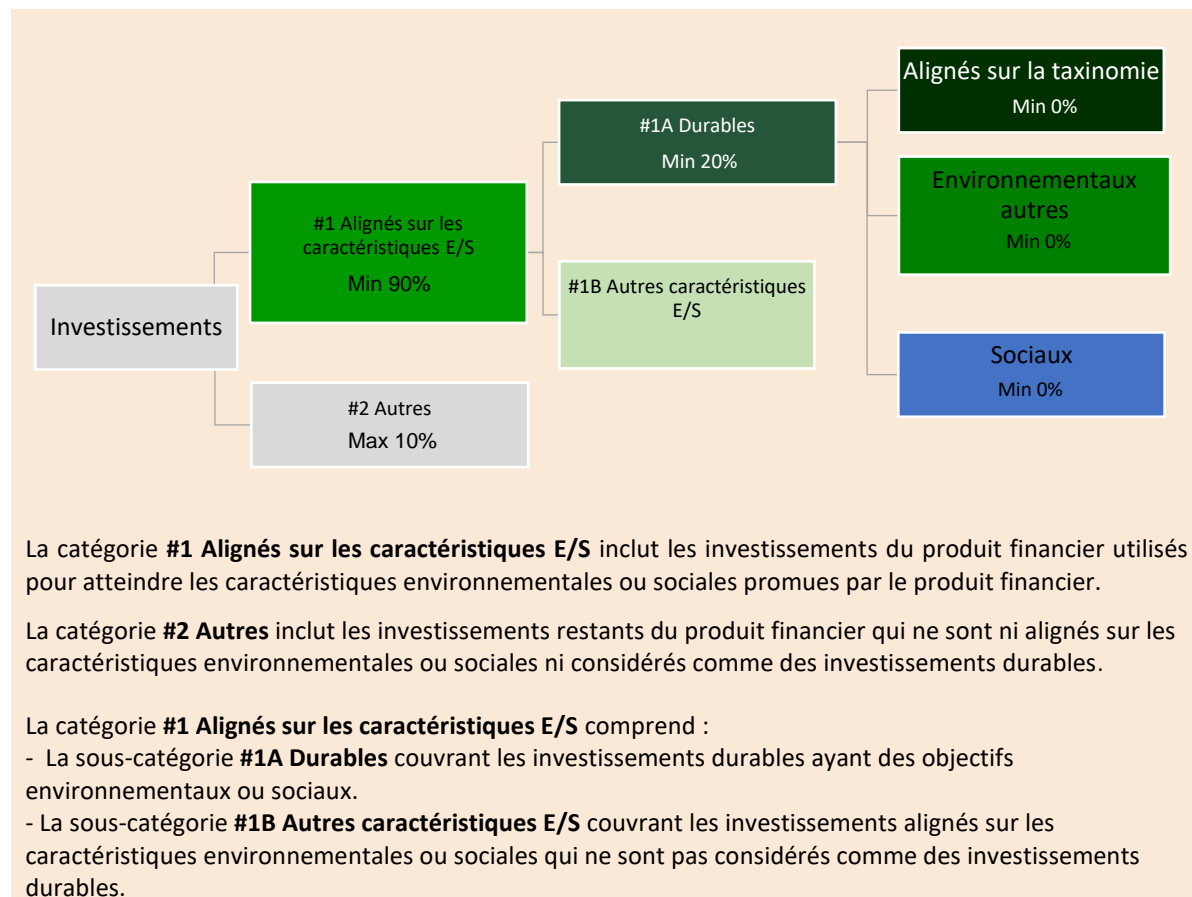 Investissements
#1 Alignés sur les
caractéristiques E/S
Min 90%
#2 Autres
Max 10%
#1A Durables
Min 20%
#1B Autres caractéristiques
E/S
Alignés sur la taxinomie
Min 0%
Environnementaux
autres
Min 0%
Sociaux
Min 0%
La catégorie #1 Alignés sur les caractéristiques E/S inclut les investissements du produit financier utilisés
pour atteindre les caractéristiques environnementales ou sociales promues par le produit financier.
La catégorie #2 Autres inclut les investissements restants du produit financier qui ne sont ni alignés sur les
caractéristiques environnementales ou sociales ni considérés comme des investissements durables.
La catégorie #1 Alignés sur les caractéristiques E/S comprend :
- La sous-catégorie #1A Durables couvrant les investissements durables ayant des objectifs
environnementaux ou sociaux.
- La sous-catégorie #1B Autres caractéristiques E/S couvrant les investissements alignés sur les
caractéristiques environnementales ou sociales qui ne sont pas considérés comme des investissements
durables.